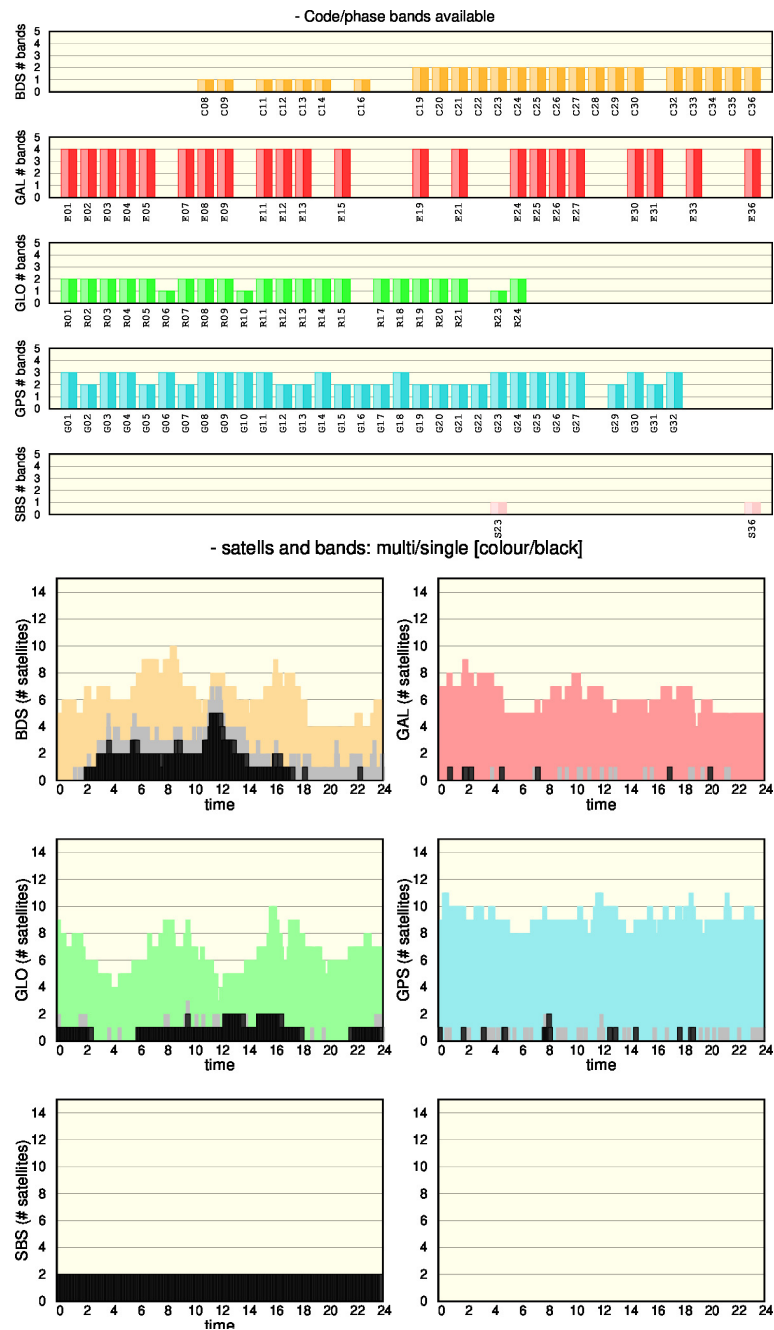 - Code/phase bands available
BDS # bands
5
4
3
2
1
0
C08 C09 C11 C12 C13 C14 C16 C19 C20 C21 C22 C23 C24 C25 C26 C27 C28 C29 C30 C32 C33 C34 C35 C36
GAL # bands
5
4
3
2
1
0
E01 E02 E03 E04 E05 E07 E08 E09 E11 E12 E13 E15 E19 E21 E24 E25 E26 E27 E30 E31 E33 E36
GLO # bands
5
4
3
2
1
0
R01 R02 R03 R04 R05 R06 R07 R08 R09 R10 R11 R12 R13 R14 R15 R17 R18 R19 R20 R21 R23 R24
GPS # bands
5
4
3
2
1
0
G01 G02 G03 G04 G05 G06 G07 G08 G09 G10 G11 G12 G13 G14 G15 G16 G17 G18 G19 G20 G21 G22 G23 G24 G25 G26 G27 G29 G30 G31 G32
SBS # bands
5
4
3
2
1
0
S23 S36
- satells and bands: multi/single [colour/black]
BDS (# satellites)
14
12
10
8
6
4
2
0
0 2 4 6 8 10 12 14 16 18 20 22 24
time
GAL (# satellites)
14
12
10
8
6
4
2
0
0 2 4 6 8 10 12 14 16 18 20 22 24
time
GLO (# satellites)
14
12
10
8
6
4
2
0
0 2 4 6 8 10 12 14 16 18 20 22 24
time
GPS (# satellites)
14
12
10
8
6
4
2
0
0 2 4 6 8 10 12 14 16 18 20 22 24
time
SBS (# satellites)
14
12
10
8
6
4
2
0
0 2 4 6 8 10 12 14 16 18 20 22 24
time
14
12
10
8
6
4
2
0
0 2 4 6 8 10 12 14 16 18 20 22 24